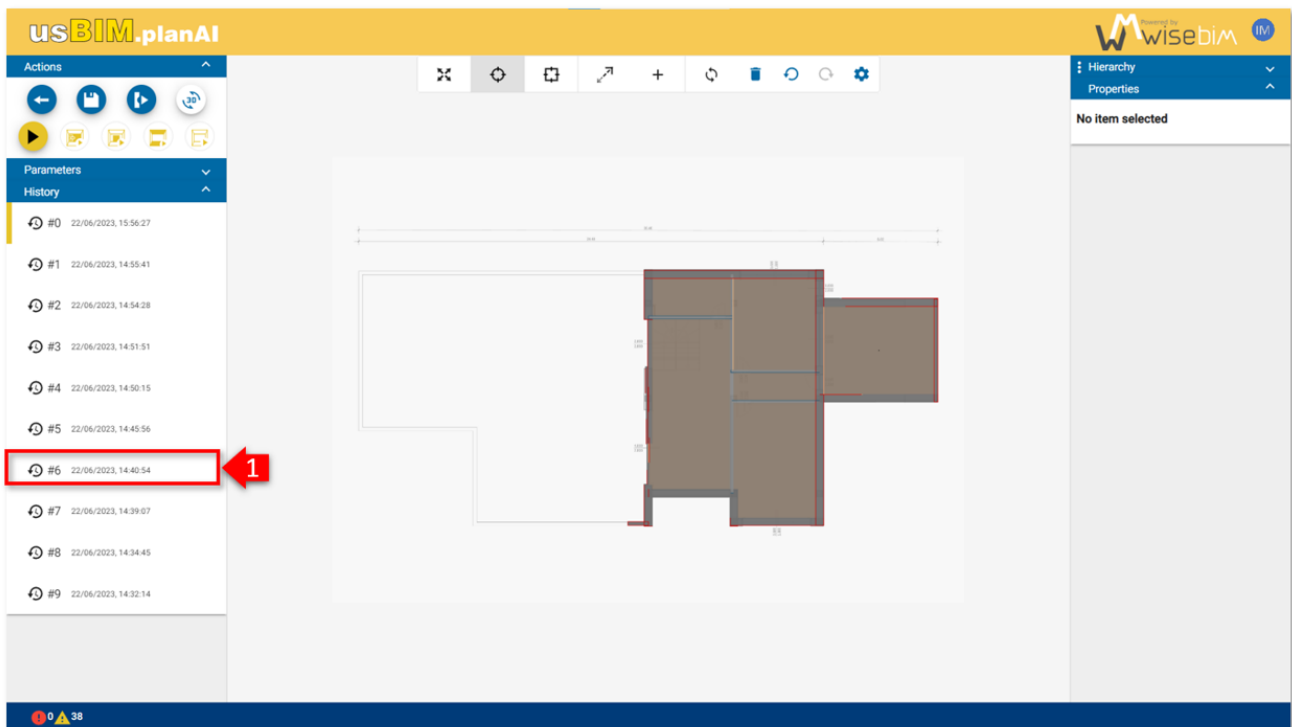 usBIM.planAI
Powered by
wisebim
IM
Actions
30
Parameters
History
#0 22/06/2023, 15:56:27
#1 22/06/2023, 14:55:41
#2 22/06/2023, 14:54:28
#3 22/06/2023, 14:51:51
#4 22/06/2023, 14:50:15
#5 22/06/2023, 14:45:56
#6 22/06/2023, 14:40:54
1
#7 22/06/2023, 14:39:07
#8 22/06/2023, 14:34:45
#9 22/06/2023, 14:32:14
Hierarchy
Properties
No item selected
0 38